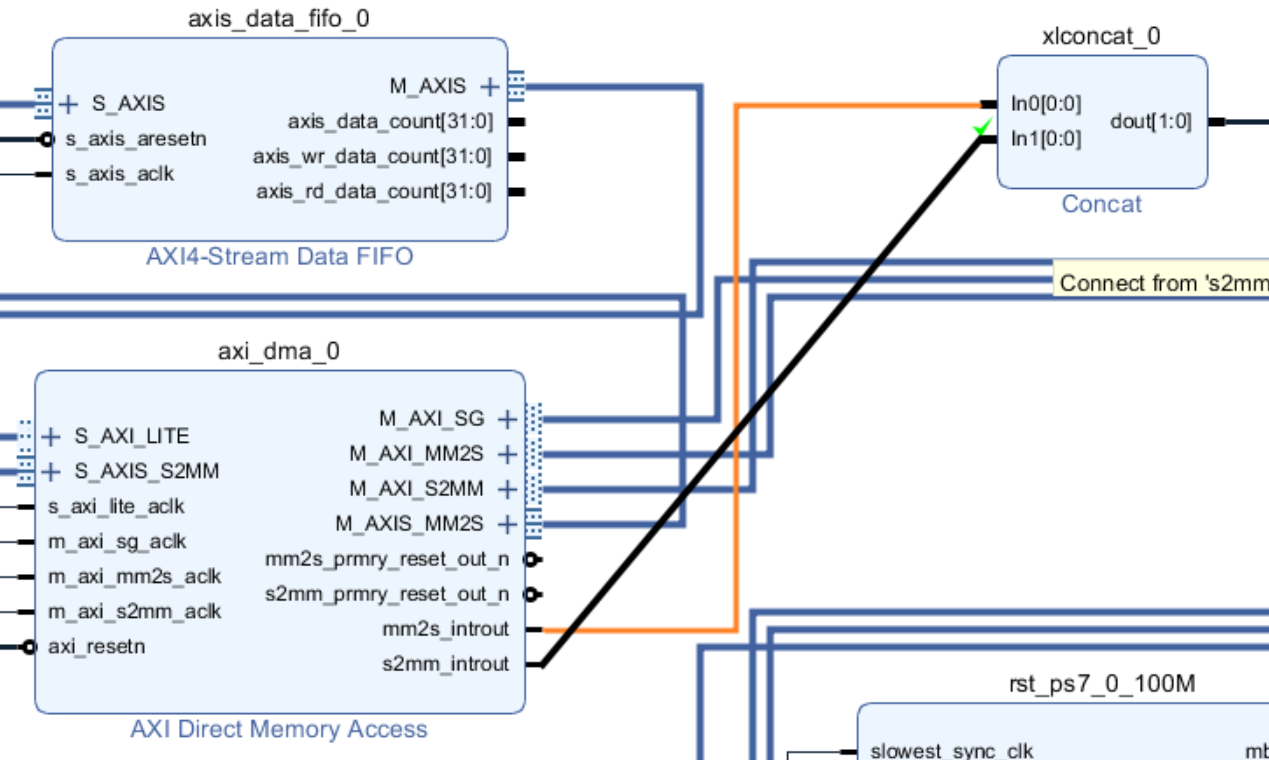 axis_data_fifo_0
S_AXIS
s_axis_aresetn
s_axis_aclk
M_AXIS
axis_data_count[31:0]
axis_wr_data_count[31:0]
axis_rd_data_count[31:0]
AXI4-Stream Data FIFO
xlconcat_0
In0[0:0]
In1[0:0]
dout[1:0]
Concat
Connect from 's2mm
axi_dma_0
S_AXI_LITE
S_AXIS_S2MM
s_axi_lite_aclk
m_axi_sg_aclk
m_axi_mm2s_aclk
m_axi_s2mm_aclk
axi_resetn
M_AXI_SG
M_AXI_MM2S
M_AXI_S2MM
M_AXIS_MM2S
mm2s_prmry_reset_out_n
s2mm_prmry_reset_out_n
mm2s_introut
s2mm_introut
AXI Direct Memory Access
rst_ps7_0_100M
slowest_sync_clk
mb